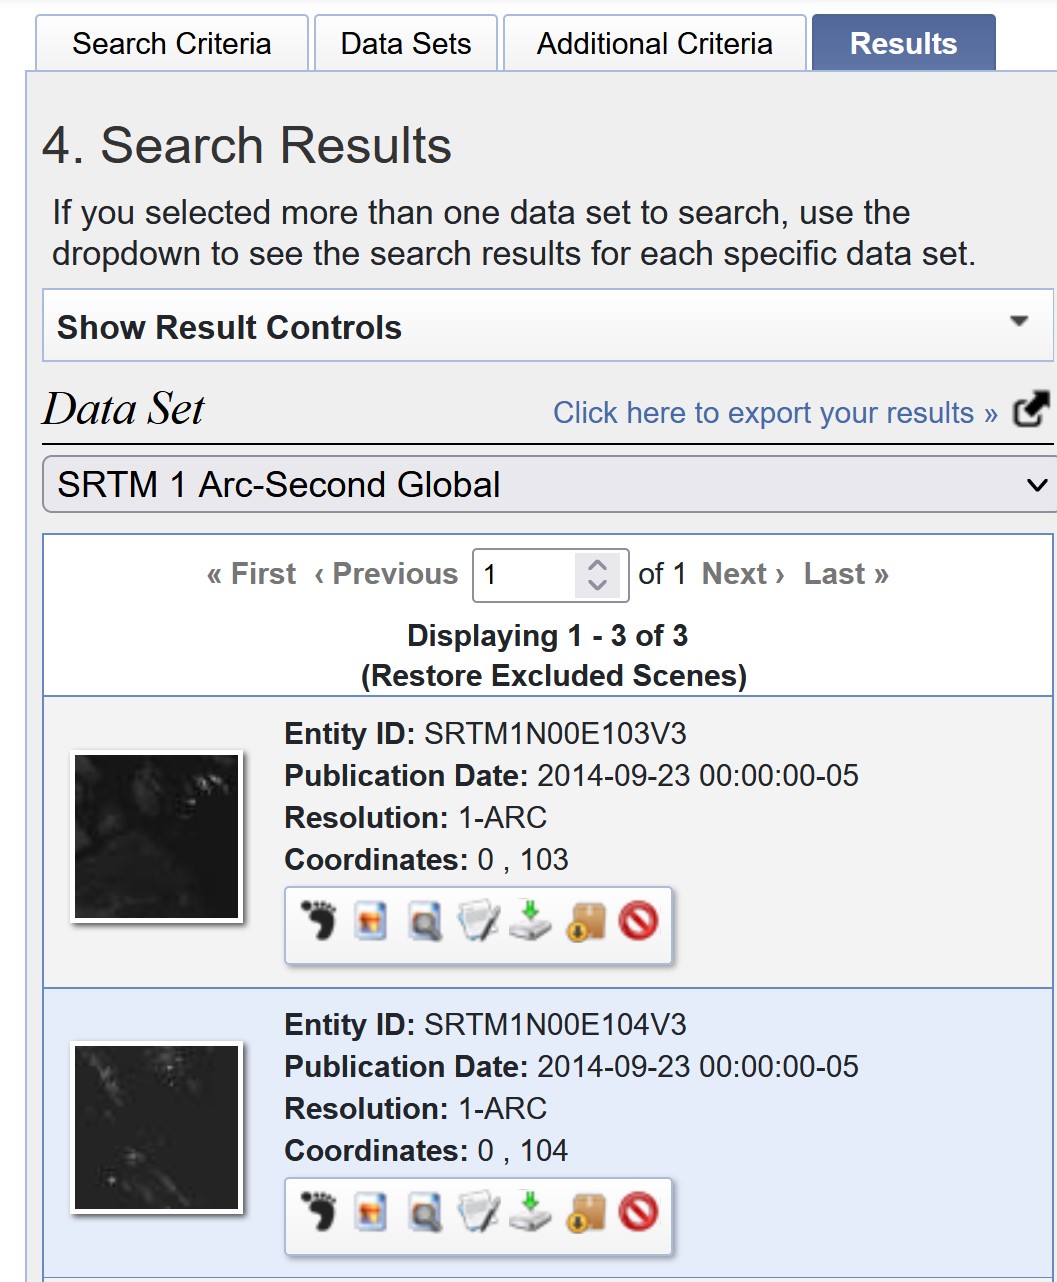 Search Criteria
Data Sets
Additional Criteria
Results
4. Search Results
If you selected more than one data set to search, use the
dropdown to see the search results for each specific data set.
Show Result Controls
Data Set
Click here to export your results »
SRTM 1 Arc-Second Global
« First ‹ Previous 1 of 1 Next › Last »
Displaying 1 - 3 of 3
(Restore Excluded Scenes)
Entity ID: SRTM1N00E103V3
Publication Date: 2014-09-23 00:00:00-05
Resolution: 1-ARC
Coordinates: 0 , 103
Entity ID: SRTM1N00E104V3
Publication Date: 2014-09-23 00:00:00-05
Resolution: 1-ARC
Coordinates: 0 , 104